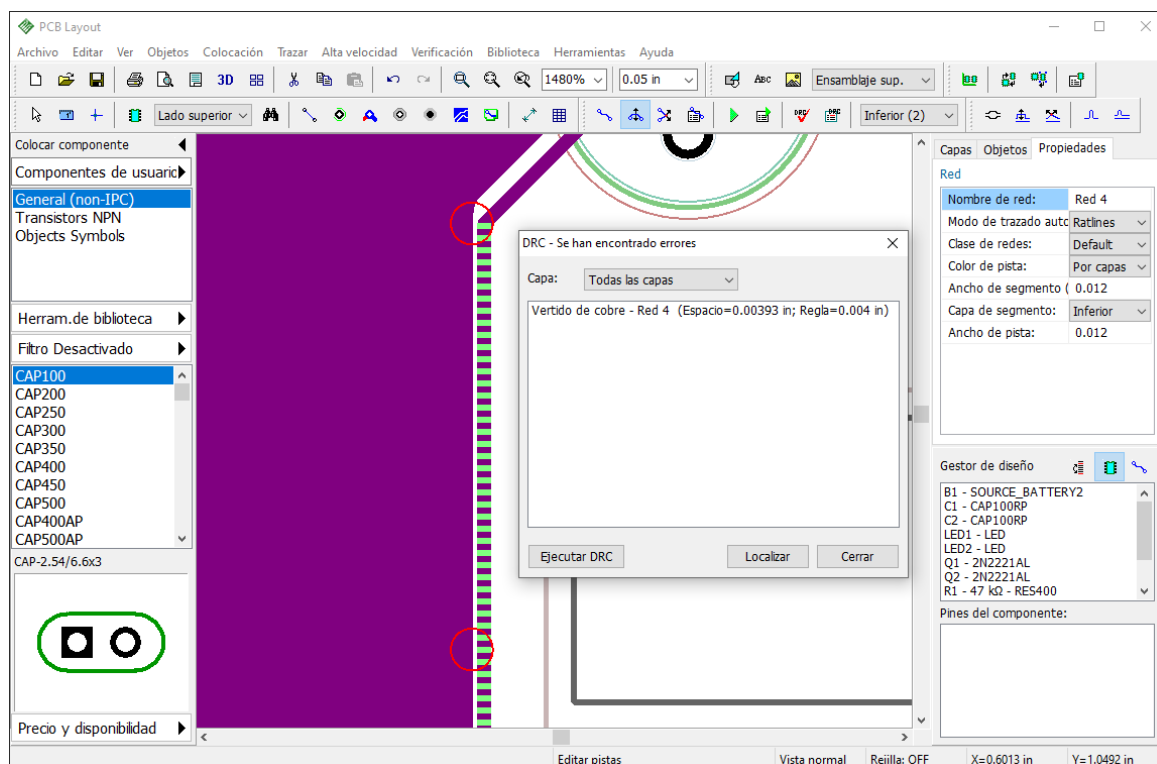 PCB Layout
Archivo Editar Ver Objetos Colocación Trazar Alta velocidad Verificación Biblioteca Herramientas Ayuda
3D 1480% 0.05 in ABC Ensamblaje sup.
Lado superior DRC DRC Inferior (2)
Colocar componente
Componentes de usuaric
General (non-IPC)
Transistors NPN
Objects Symbols
Herram.de biblioteca
Filtro Desactivado
CAP100
CAP200
CAP250
CAP300
CAP350
CAP400
CAP450
CAP500
CAP400AP
CAP500AP
CAP-2.54/6.6x3
Precio y disponibilidad
DRC - Se han encontrado errores
Capa: Todas las capas
Vertido de cobre - Red 4 (Espacio=0.00393 in; Regla=0.004 in)
Ejecutar DRC Localizar Cerrar
Capas Objetos Propiedades
Red
Nombre de red: Red 4
Modo de trazado autc Ratlines
Clase de redes: Default
Color de pista: Por capas
Ancho de segmento ( 0.012
Capa de segmento: Inferior
Ancho de pista: 0.012
Gestor de diseño
B1 - SOURCE_BATTERY2
C1 - CAP100RP
C2 - CAP100RP
LED1 - LED
LED2 - LED
Q1 - 2N2221AL
Q2 - 2N2221AL
R1 - 47 kΩ - RES400
Pines del componente:
Editar pistas Vista normal Rejilla: OFF X=0.6013 in Y=1.0492 in